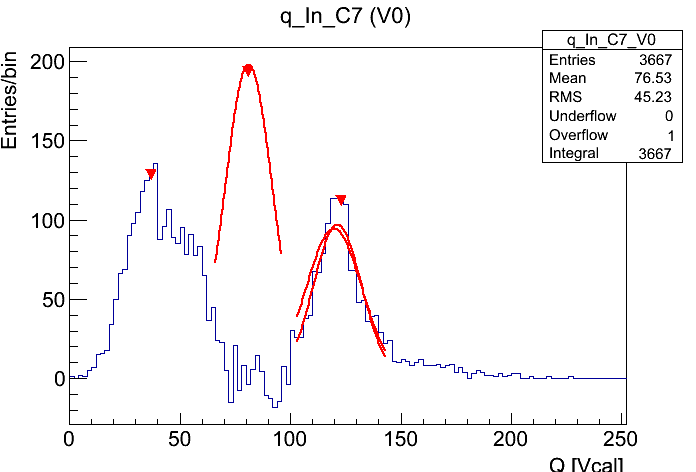 q_In_C7 (V0)
q_In_C7_V0
Entries 3667
Mean 76.53
RMS 45.23
Underflow 0
Overflow 1
Integral 3667
Entries/bin
200
150
100
50
0
0 50 100 150 200 250
Q [Vcal]